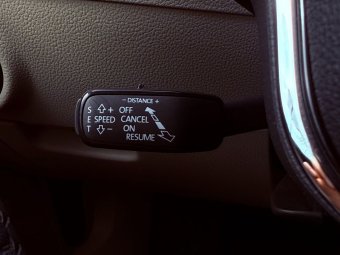 − DISTANCE +
S + OFF
E SPEED CANCEL
T − ON
RESUME